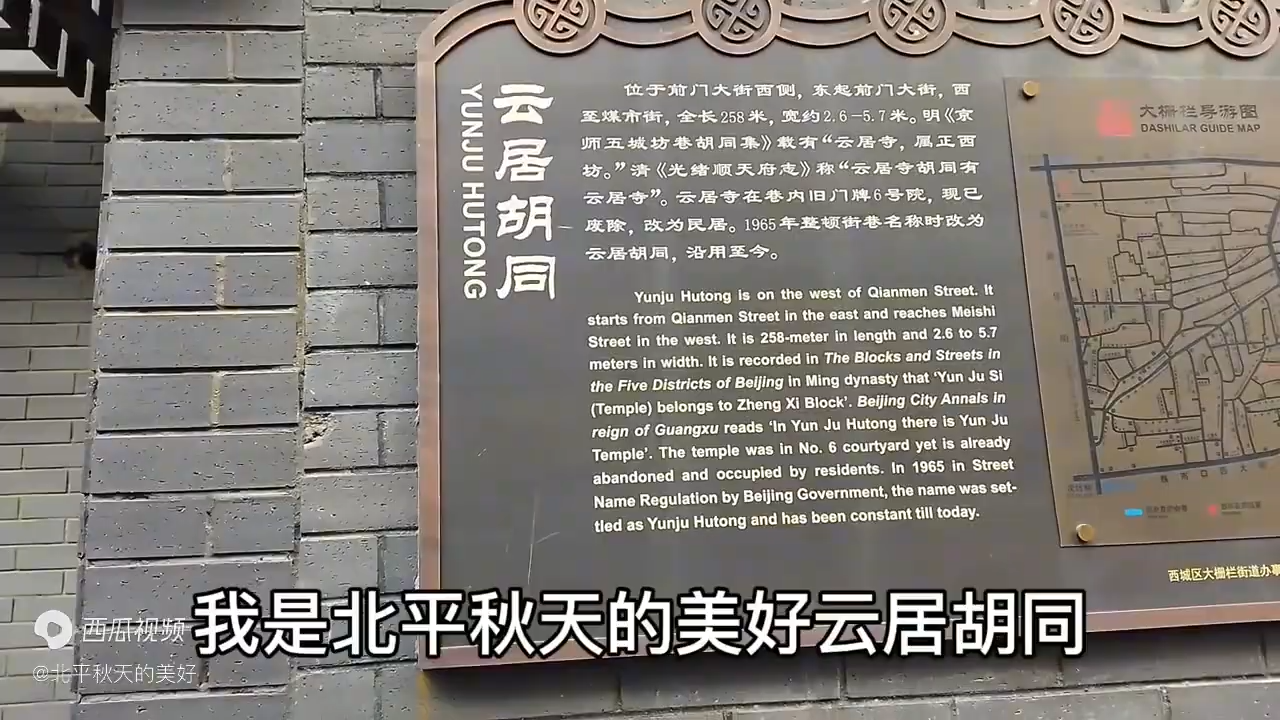 云居胡同
YUNJU HUTONG
位于前门大街西侧，东起前门大街，西
至煤市街，全长258米，宽约2.6—5.7米。明《京
师五城坊巷胡同集》载有“云居寺，属正西
坊。”清《光绪顺天府志》称“云居寺胡同有
云居寺”。云居寺在巷内旧门牌6号院，现已
废除，改为民居。1965年整顿街巷名称时改为
云居胡同，沿用至今。
Yunju Hutong is on the west of Qianmen Street. It
starts from Qianmen Street in the east and reaches Meishi
Street in the west. It is 258-meter in length and 2.6 to 5.7
meters in width. It is recorded in The Blocks and Streets in
the Five Districts of Beijing in Ming dynasty that ‘Yun Ju Si
(Temple) belongs to Zheng Xi Block’. Beijing City Annals in
reign of Guangxu reads ‘In Yun Ju Hutong there is Yun Ju
Temple’. The temple was in No. 6 courtyard yet is already
abandoned and occupied by residents. In 1965 in Street
Name Regulation by Beijing Government, the name was set-
tled as Yunju Hutong and has been constant till today.
大栅栏导游图
DASHILAR GUIDE MAP
西城区大栅栏街道办事
我是北平秋天的美好云居胡同
西瓜视频
@北平秋天的美好